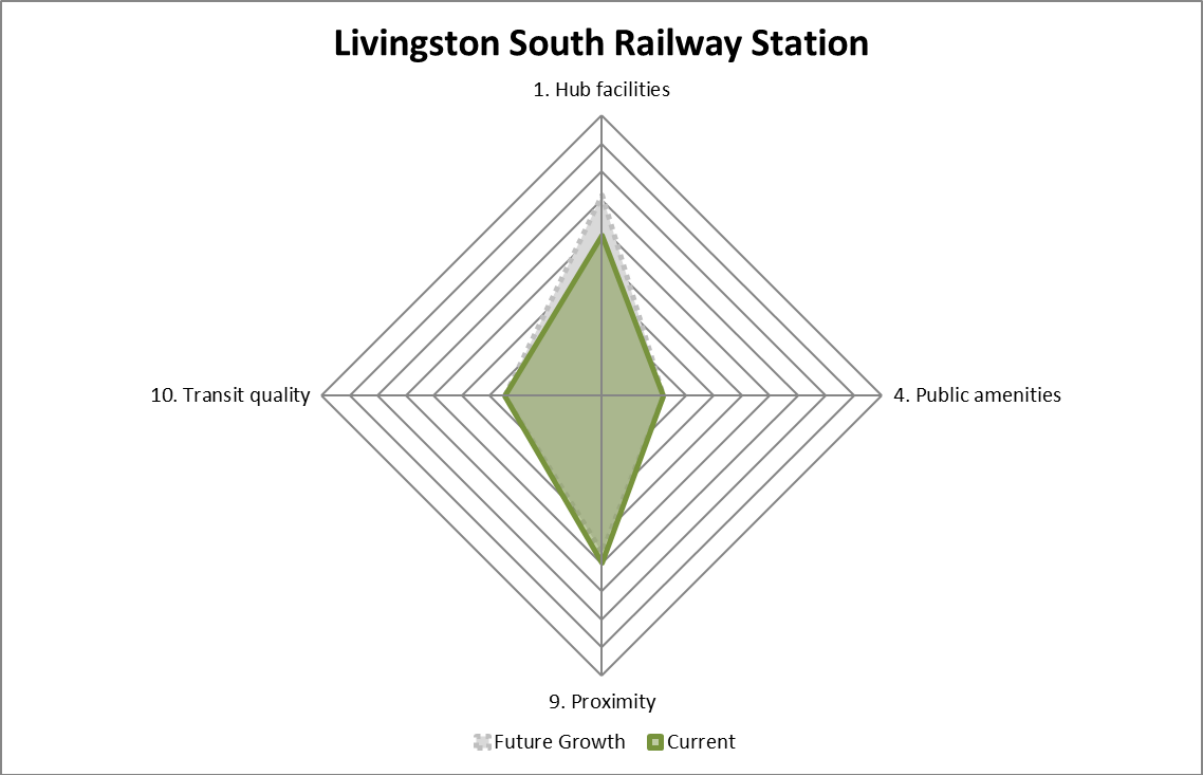 Livingston South Railway Station
1. Hub facilities
10. Transit quality
4. Public amenities
9. Proximity
Future Growth
Current